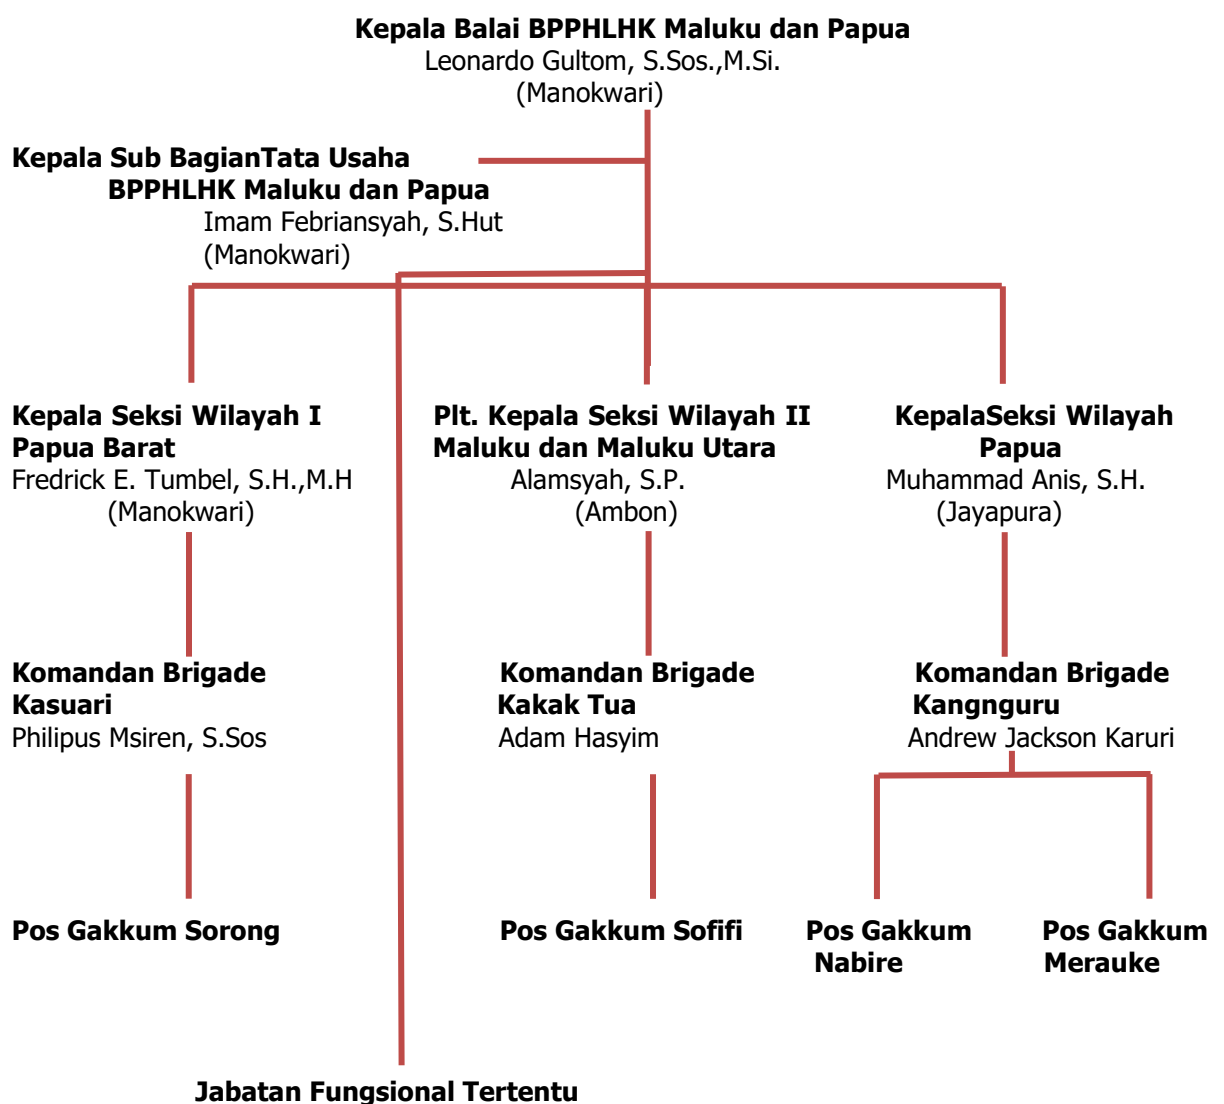 Kepala Balai BPPHLHK Maluku dan Papua
Leonardo Gultom, S.Sos.,M.Si.
(Manokwari)
Kepala Sub BagianTata Usaha
BPPHLHK Maluku dan Papua
Imam Febriansyah, S.Hut
(Manokwari)
Kepala Seksi Wilayah I
Papua Barat
Fredrick E. Tumbel, S.H.,M.H
(Manokwari)
Plt. Kepala Seksi Wilayah II
Maluku dan Maluku Utara
Alamsyah, S.P.
(Ambon)
KepalaSeksi Wilayah
Papua
Muhammad Anis, S.H.
(Jayapura)
Komandan Brigade
Kasuari
Philipus Msiren, S.Sos
Komandan Brigade
Kakak Tua
Adam Hasyim
Komandan Brigade
Kangnguru
Andrew Jackson Karuri
Pos Gakkum Sorong
Pos Gakkum Sofifi
Pos Gakkum
Nabire
Pos Gakkum
Merauke
Jabatan Fungsional Tertentu